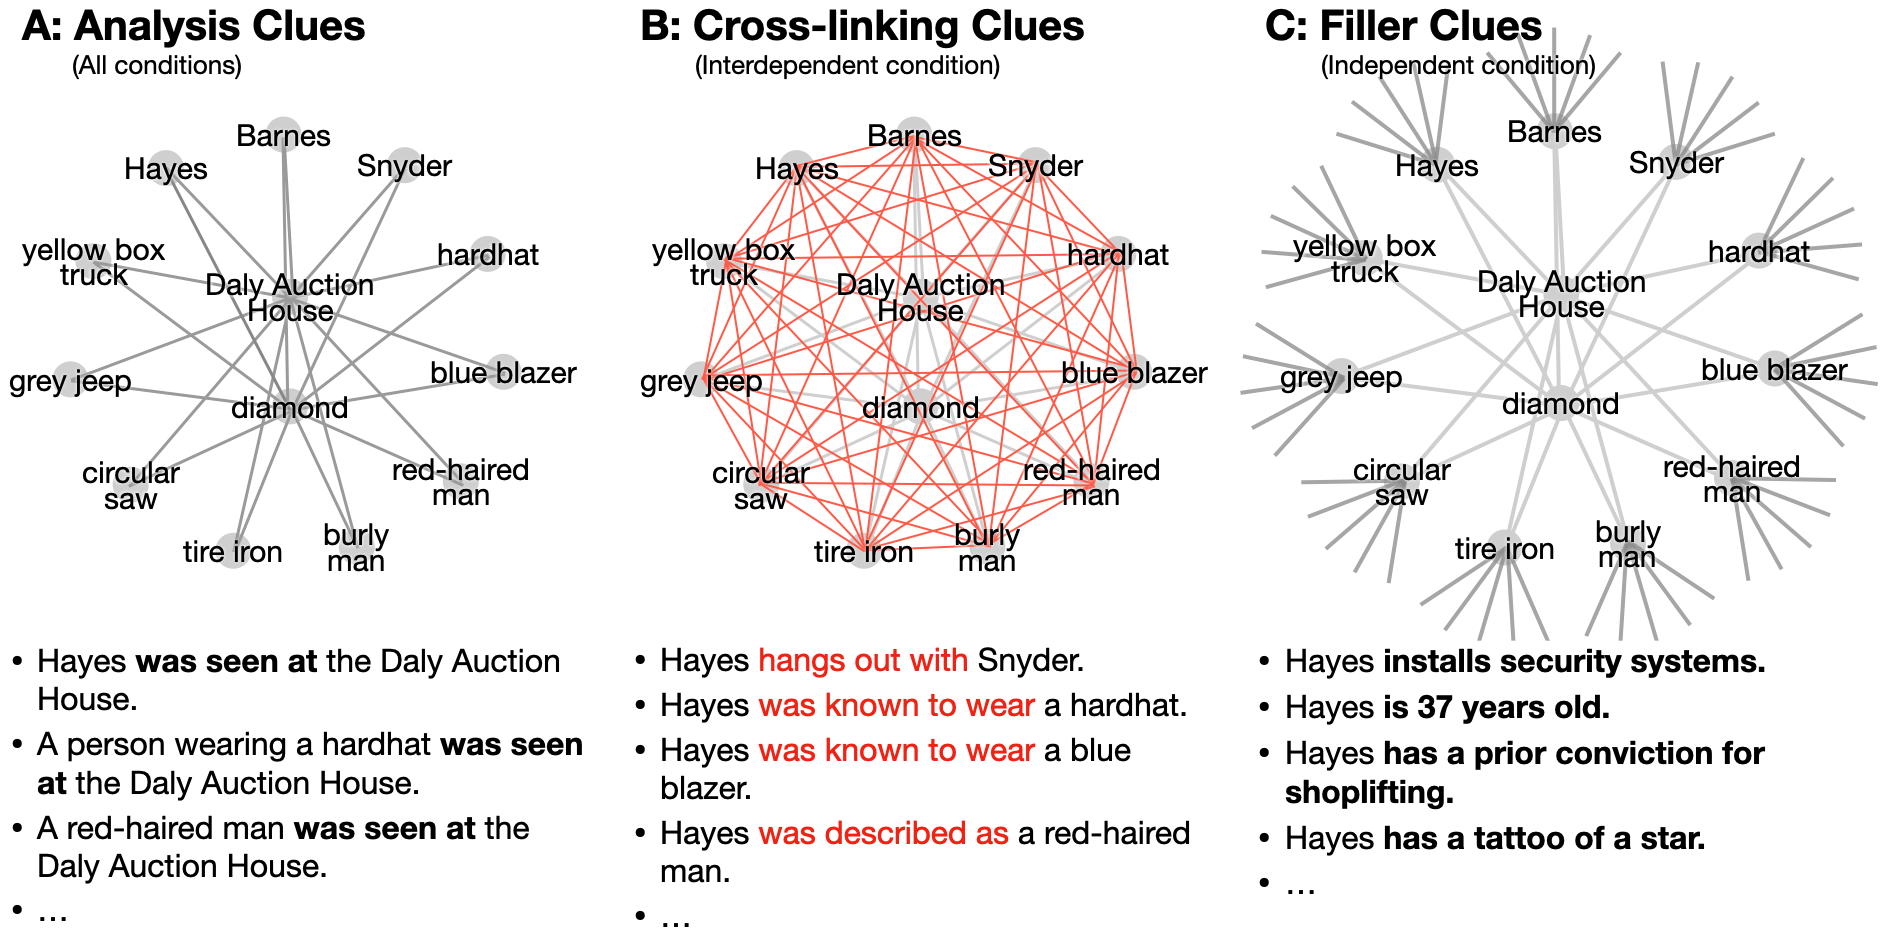 A: Analysis Clues
(All conditions)
Barnes
Hayes
Snyder
yellow box
truck
hardhat
Daly Auction
House
grey jeep
blue blazer
diamond
circular
saw
red-haired
man
tire iron
burly
man
• Hayes was seen at the Daly Auction
House.
• A person wearing a hardhat was seen
at the Daly Auction House.
• A red-haired man was seen at the
Daly Auction House.
• …
B: Cross-linking Clues
(Interdependent condition)
Barnes
Hayes
Snyder
yellow box
truck
hardhat
Daly Auction
House
grey jeep
blue blazer
diamond
circular
saw
red-haired
man
tire iron
burly
man
• Hayes hangs out with Snyder.
• Hayes was known to wear a hardhat.
• Hayes was known to wear a blue
blazer.
• Hayes was described as a red-haired
man.
• …
C: Filler Clues
(Independent condition)
Barnes
Hayes
Snyder
yellow box
truck
hardhat
Daly Auction
House
grey jeep
blue blazer
diamond
circular
saw
red-haired
man
tire iron
burly
man
• Hayes installs security systems.
• Hayes is 37 years old.
• Hayes has a prior conviction for
shoplifting.
• Hayes has a tattoo of a star.
• …